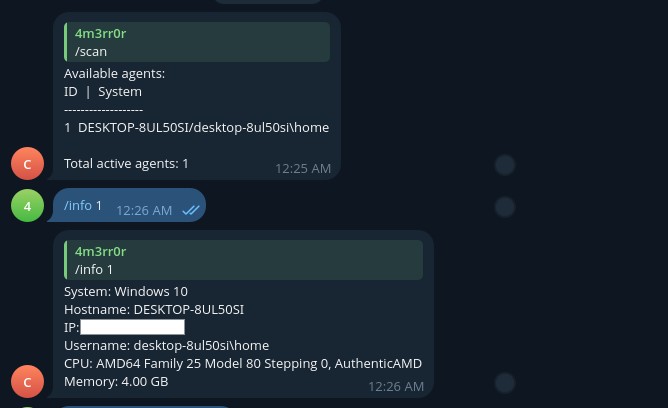 4m3rr0r
/scan
Available agents:
ID | System
-------------------
1 DESKTOP-8UL50SI/desktop-8ul50si\home
Total active agents: 1
12:25 AM
C
4
/info 1
12:26 AM
4m3rr0r
/info 1
System: Windows 10
Hostname: DESKTOP-8UL50SI
IP:
Username: desktop-8ul50si\home
CPU: AMD64 Family 25 Model 80 Stepping 0, AuthenticAMD
Memory: 4.00 GB
12:26 AM
C